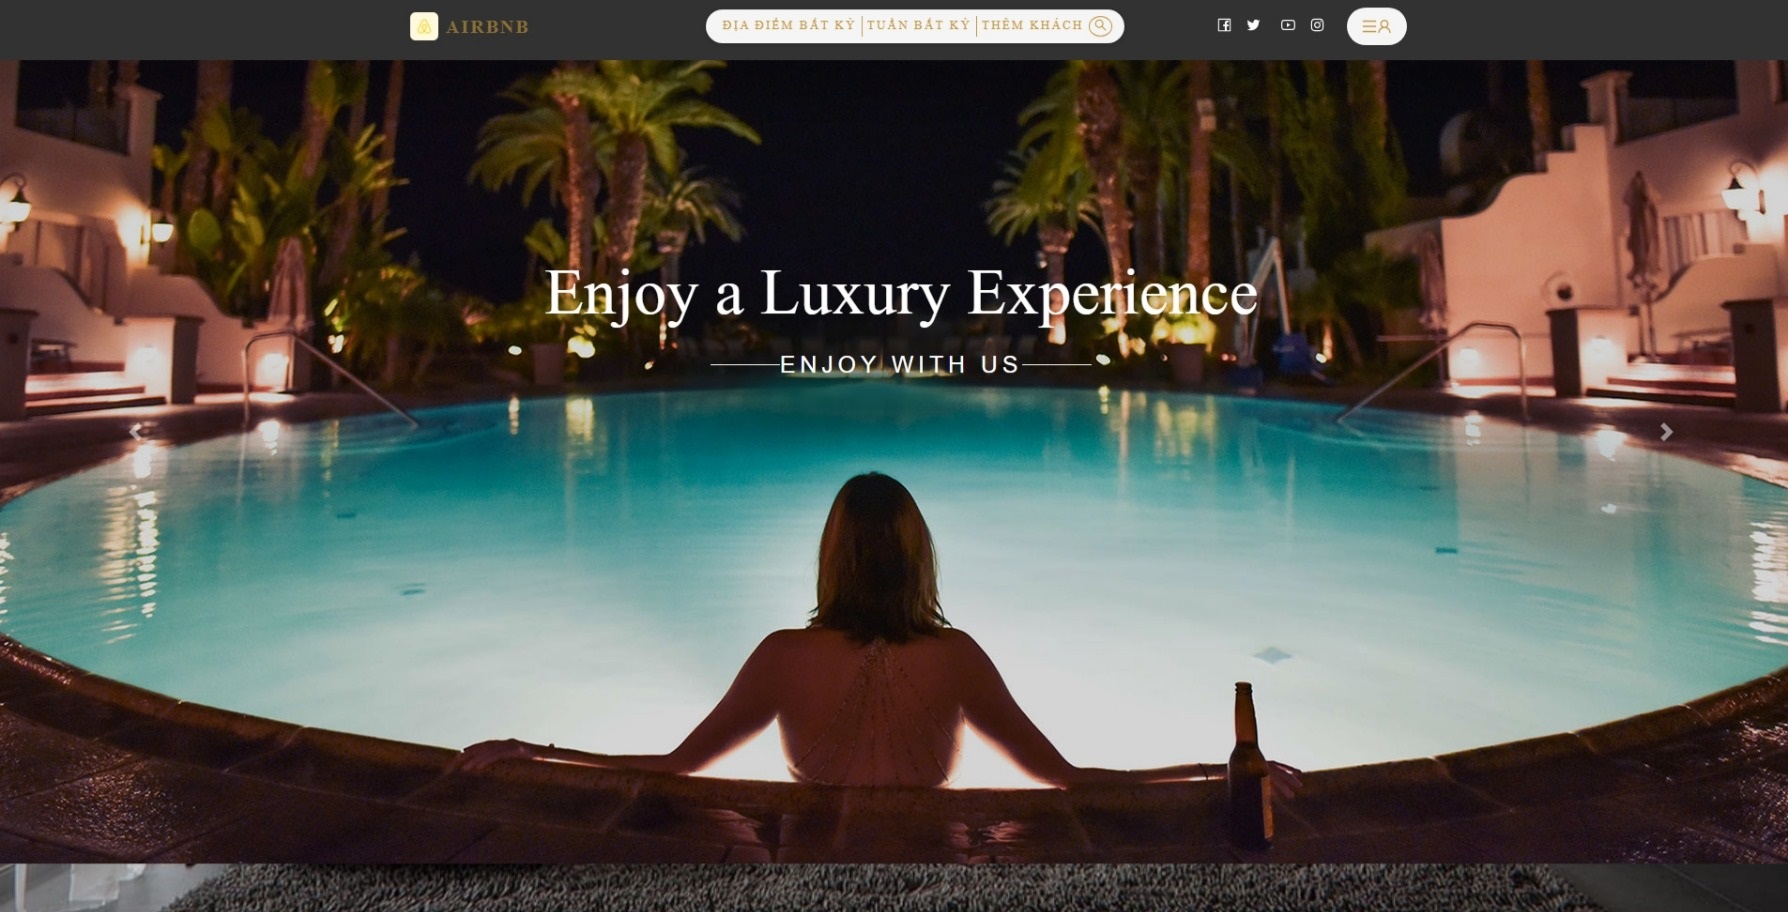 AIRBNB
ĐỊA ĐIỂM BẤT KỲ
TUẦN BẤT KỲ
THÊM KHÁCH
Enjoy a Luxury Experience
ENJOY WITH US